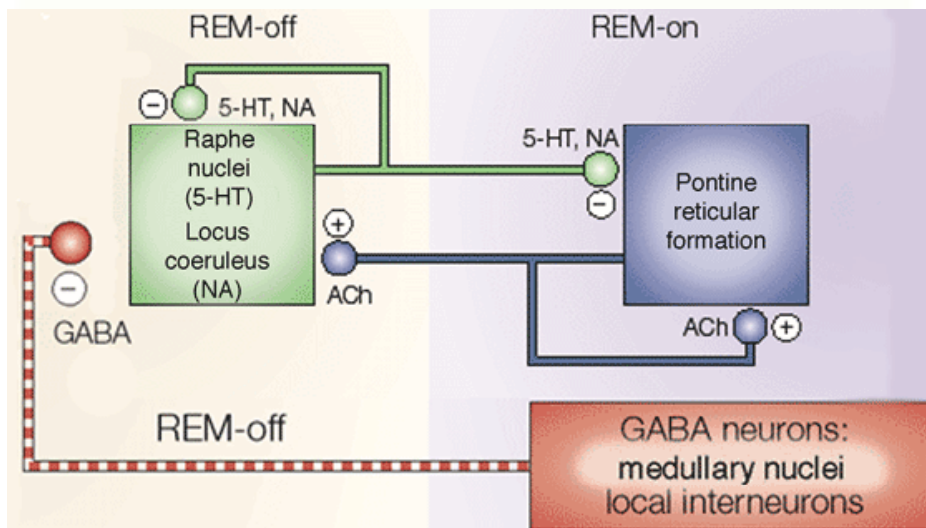 REM-off
REM-on
5-HT, NA
5-HT, NA
Raphe
nuclei
(5-HT)
Locus
coeruleus
(NA)
Pontine
reticular
formation
ACh
ACh
GABA
REM-off
GABA neurons:
medullary nuclei
local interneurons